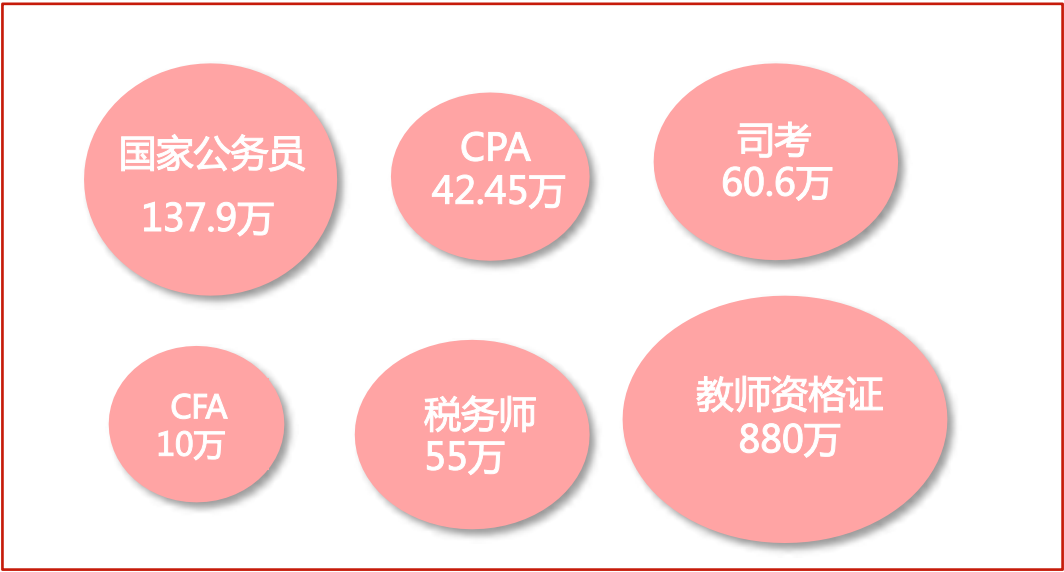 国家公务员
137.9万
CPA
42.45万
司考
60.6万
CFA
10万
税务师
55万
教师资格证
880万